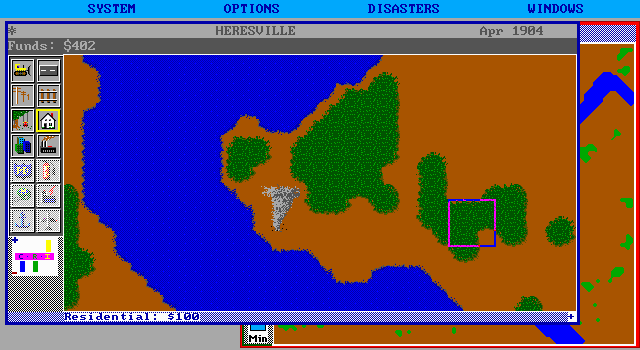 SYSTEM OPTIONS DISASTERS WINDOWS
HERESVILLE Apr 1904
Funds: $402
C I
Residential: $100
Min